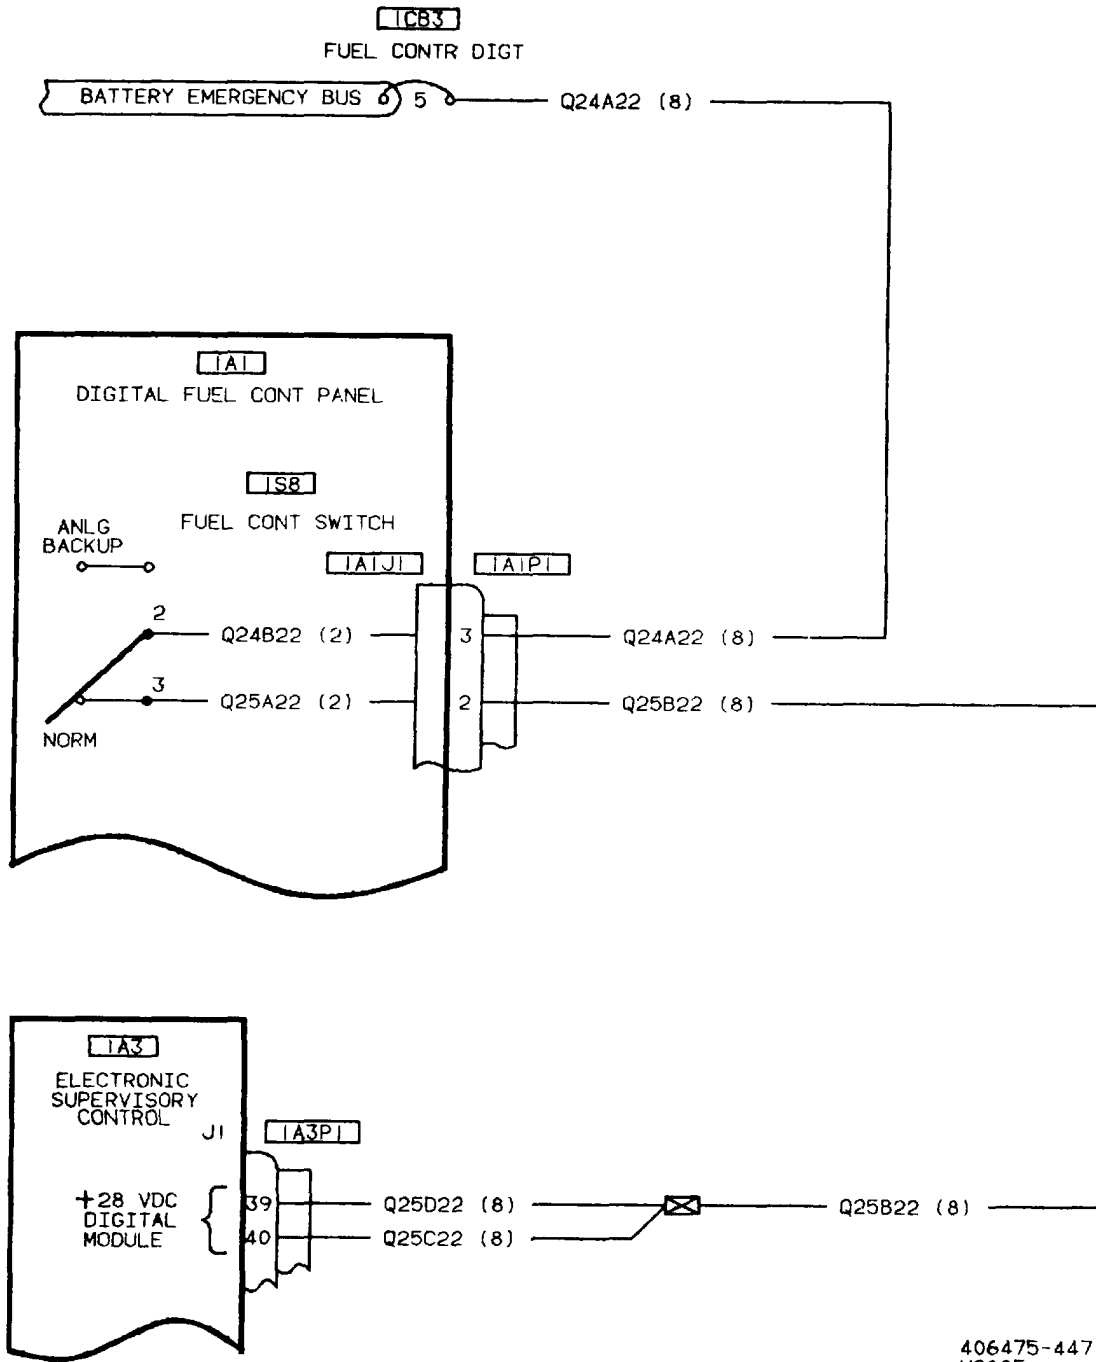 1CB3
FUEL CONTR DIGT
BATTERY EMERGENCY BUS 5 Q24A22 (8)
1A1
DIGITAL FUEL CONT PANEL
1S8
FUEL CONT SWITCH
ANLG
BACKUP
1A1J1 1A1P1
2 Q24B22 (2) 3 Q24A22 (8)
3 Q25A22 (2) 2 Q25B22 (8)
NORM
1A3
ELECTRONIC
SUPERVISORY
CONTROL
J1 1A3P1
+28 VDC
DIGITAL
MODULE
39 Q25D22 (8) Q25B22 (8)
40 Q25C22 (8)
406475-447